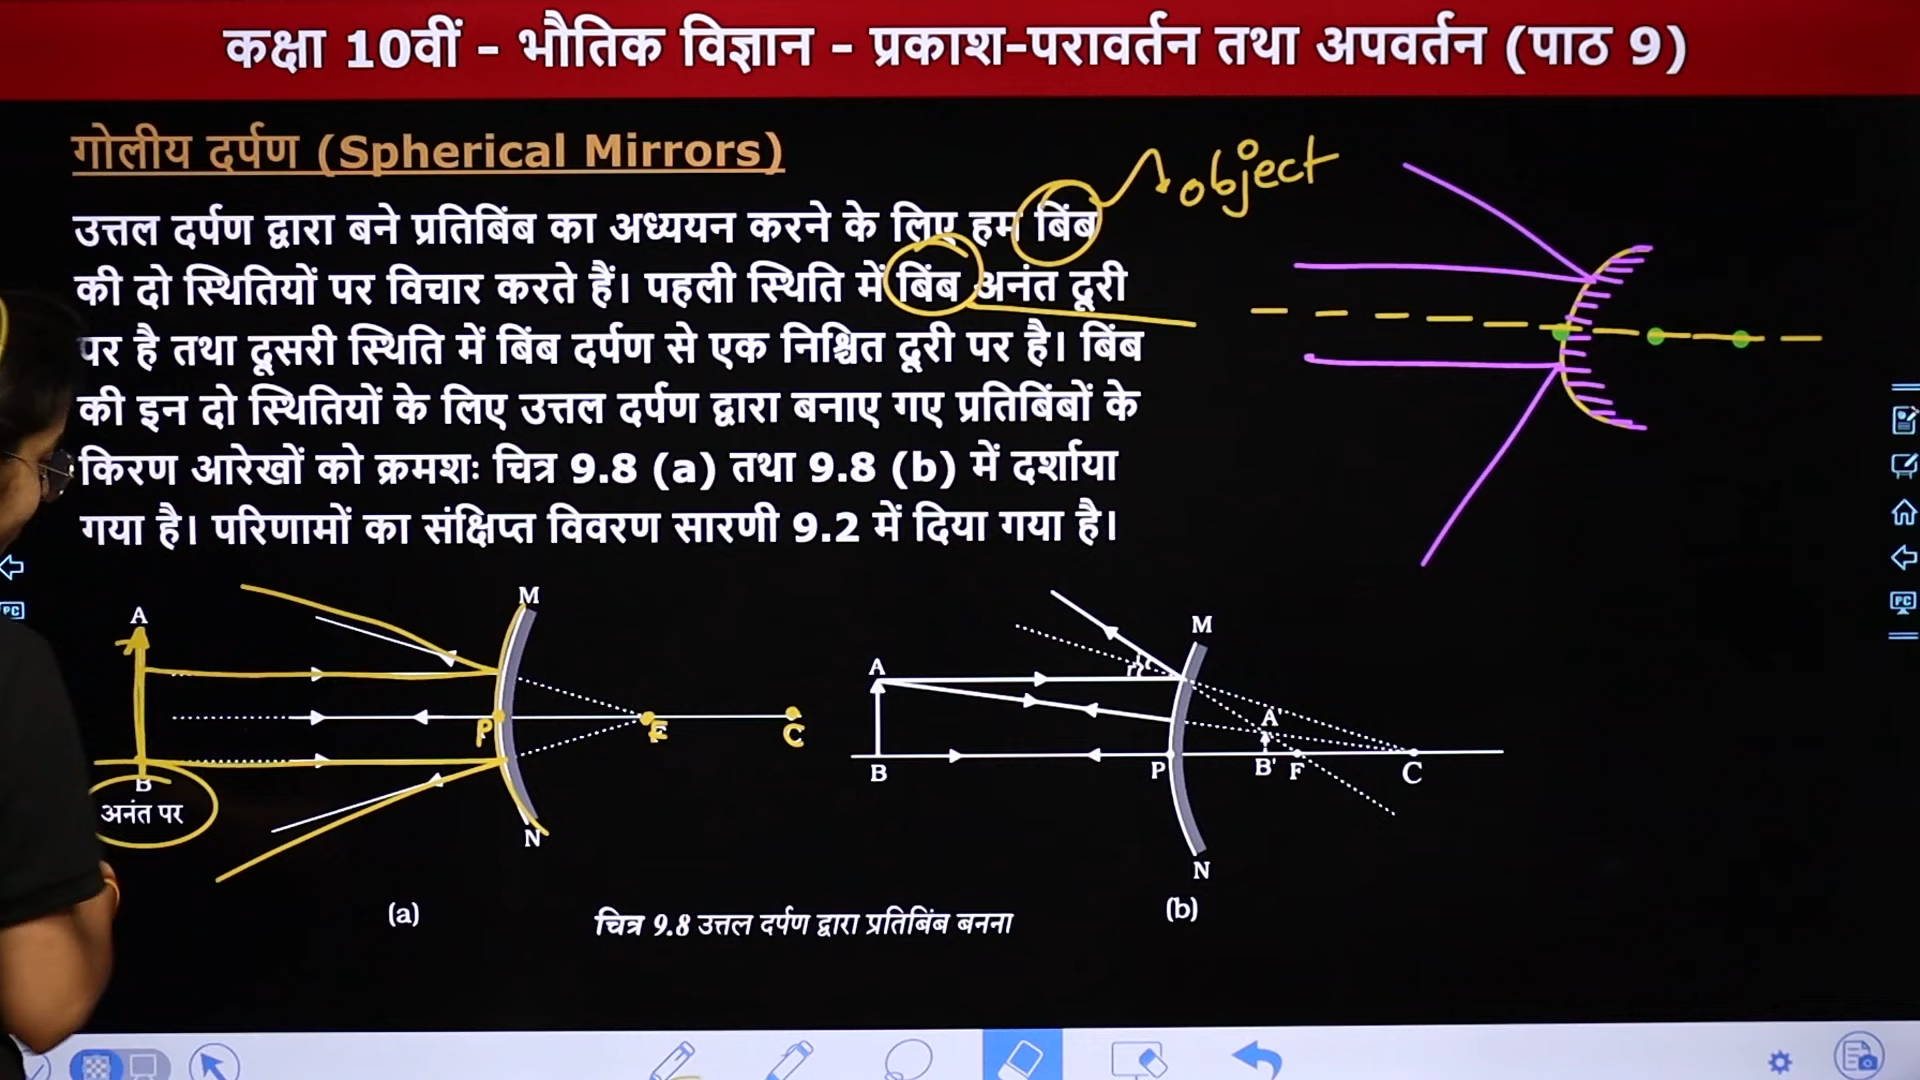 कक्षा 10वीं - भौतिक विज्ञान - प्रकाश-परावर्तन तथा अपवर्तन (पाठ 9)
गोलीय दर्पण (Spherical Mirrors)
object
उत्तल दर्पण द्वारा बने प्रतिबिंब का अध्ययन करने के लिए हम बिंब
की दो स्थितियों पर विचार करते हैं। पहली स्थिति में बिंब अनंत दूरी
पर है तथा दूसरी स्थिति में बिंब दर्पण से एक निश्चित दूरी पर है। बिंब
की इन दो स्थितियों के लिए उत्तल दर्पण द्वारा बनाए गए प्रतिबिंबों के
किरण आरेखों को क्रमशः चित्र 9.8 (a) तथा 9.8 (b) में दर्शाया
गया है। परिणामों का संक्षिप्त विवरण सारणी 9.2 में दिया गया है।
A
M
P
F
C
B
अनंत पर
N
(a)
M
A
r
i
A'
B
P
B'
F
C
N
(b)
चित्र 9.8 उत्तल दर्पण द्वारा प्रतिबिंब बनना
PC
PC